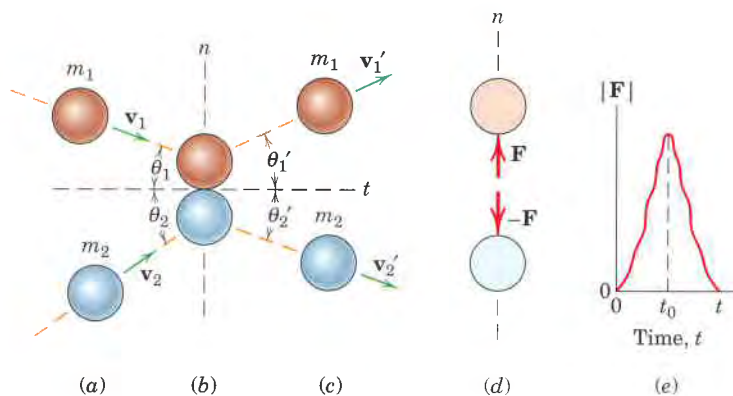 n
m₁
v₁
θ₁
θ₂
m₂
v₂
m₁
v₁′
θ₁′
t
θ₂′
m₂
v₂′
(a) (b) (c)
n
F
−F
(d)
|F|
0
0 t₀ t
Time, t
(e)